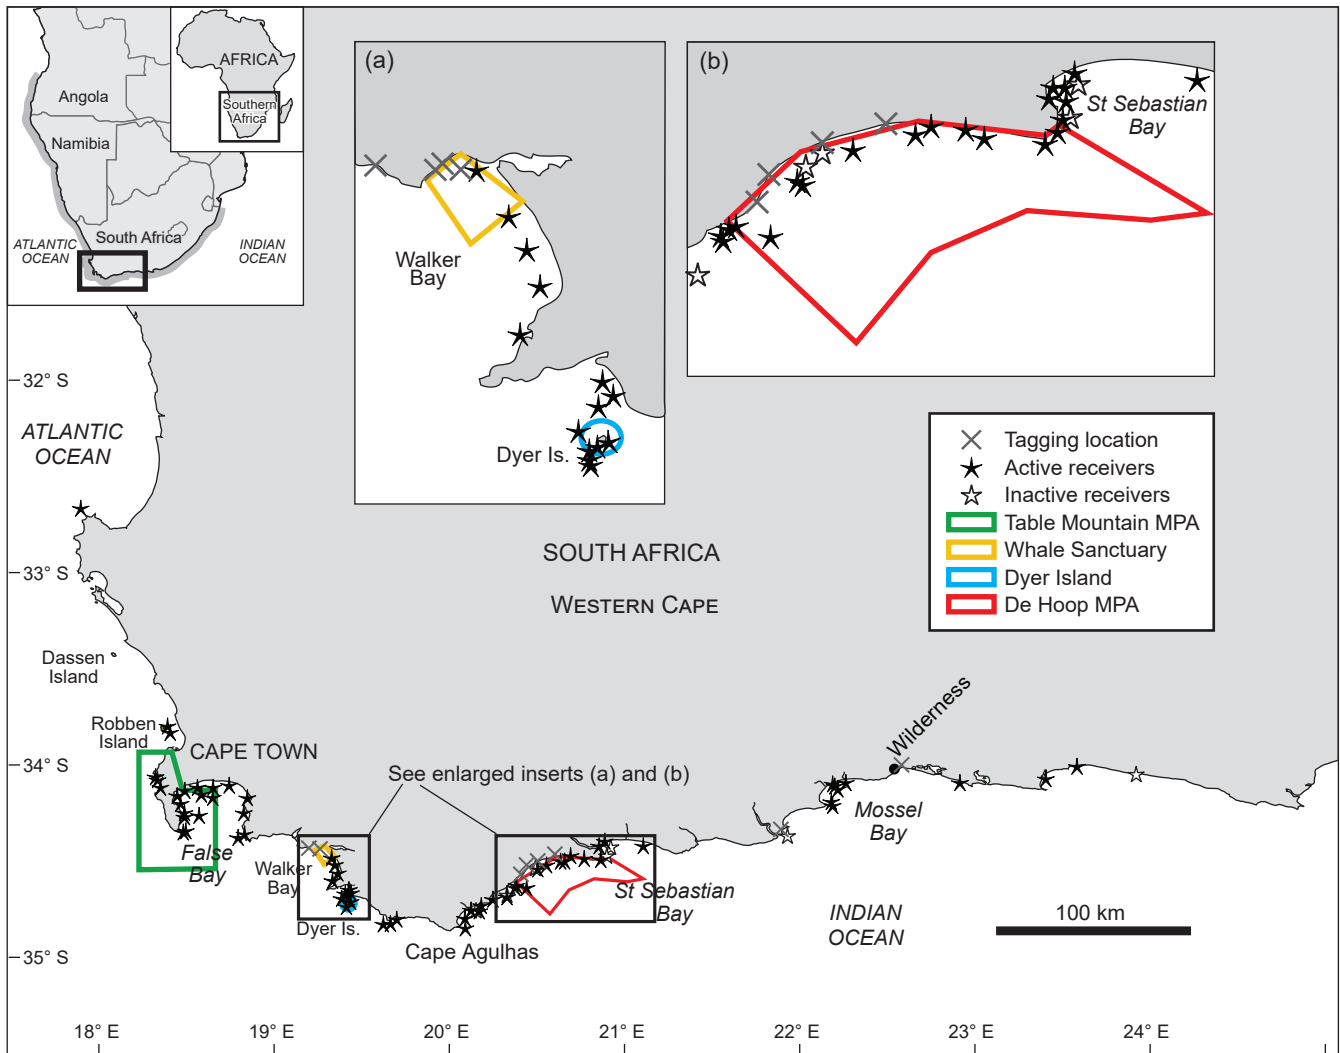 AFRICA
Southern
Africa
Angola
Namibia
South Africa
ATLANTIC
OCEAN
INDIAN
OCEAN
(a)
Walker
Bay
Dyer Is.
(b)
St Sebastian
Bay
32° S
33° S
34° S
35° S
ATLANTIC
OCEAN
SOUTH AFRICA
WESTERN CAPE
Tagging location
Active receivers
Inactive receivers
Table Mountain MPA
Whale Sanctuary
Dyer Island
De Hoop MPA
Dassen
Island
Robben
Island
CAPE TOWN
See enlarged inserts (a) and (b)
Wilderness
Mossel
Bay
False
Bay
Walker
Bay
Dyer Is.
Cape Agulhas
St Sebastian
Bay
INDIAN
OCEAN
100 km
18° E
19° E
20° E
21° E
22° E
23° E
24° E